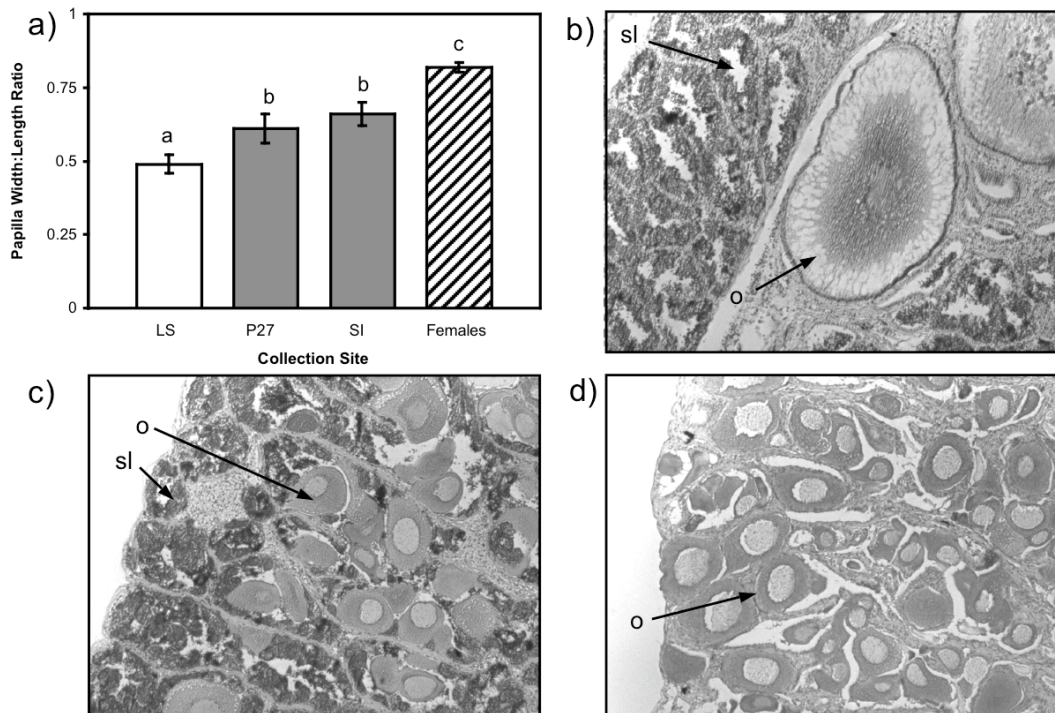 a)
1
0.75
0.5
0.25
0
Papilla Width:Length Ratio
a
b
b
c
LS
P27
SI
Females
Collection Site
b)
sl
o
c)
o
sl
d)
o